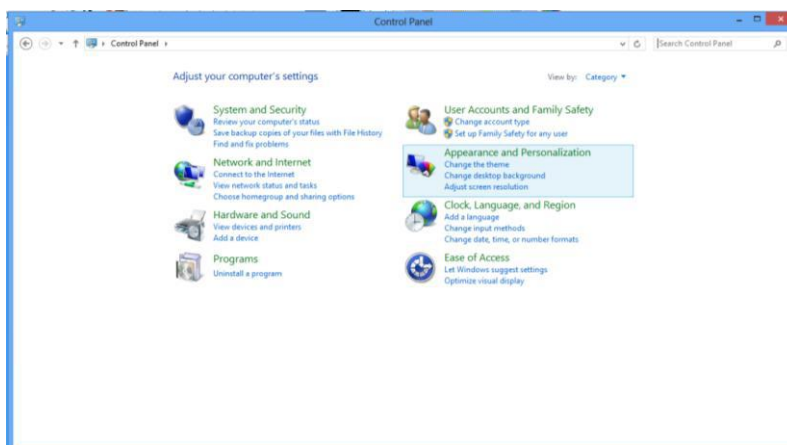 Control Panel
Control Panel
Search Control Panel
Adjust your computer's settings
View by: Category
System and Security
Review your computer's status
Save backup copies of your files with File History
Find and fix problems
Network and Internet
Connect to the Internet
View network status and tasks
Choose homegroup and sharing options
Hardware and Sound
View devices and printers
Add a device
Programs
Uninstall a program
User Accounts and Family Safety
Change account type
Set up Family Safety for any user
Appearance and Personalization
Change the theme
Change desktop background
Adjust screen resolution
Clock, Language, and Region
Add a language
Change input methods
Change date, time, or number formats
Ease of Access
Let Windows suggest settings
Optimize visual display